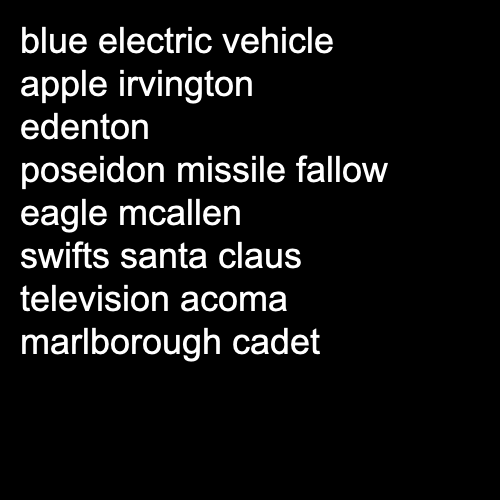 blue electric vehicle
apple irvington
edenton
poseidon missile fallow
eagle mcallen
swifts santa claus
television acoma
marlborough cadet